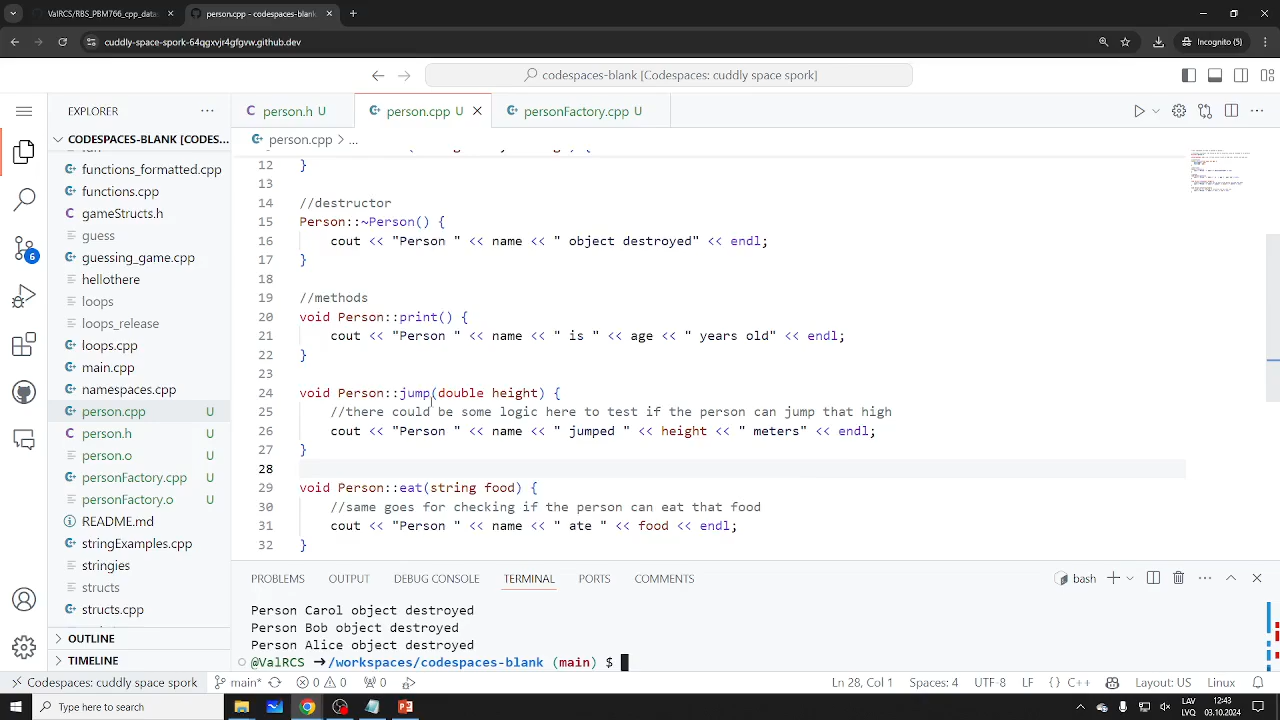 ValRCS/RBS_PBM766_cpp_data
person.cpp - codespaces-blank
cuddly-space-spork-64qgxvjr4gfgvw.github.dev
Incognito (5)
codespaces-blank [Codespaces: cuddly space spork]
EXPLORER
CODESPACES-BLANK [CODES...
functions_formatted.cpp
functions.cpp
gameStructs.h
guess
guessing_game.cpp
hellothere
loops
loops_release
loops.cpp
main.cpp
namespaces.cpp
person.cpp U
person.h U
person.o U
personFactory.cpp U
personFactory.o U
README.md
stringExamples.cpp
stringies
structs
structs.cpp
OUTLINE
TIMELINE
6
person.h U
person.cpp U
personFactory.cpp U
person.cpp > ...
12 }
13
14 //destructor
15 Person::~Person() {
16 cout << "Person " << name << " object destroyed" << endl;
17 }
18
19 //methods
20 void Person::print() {
21 cout << "Person " << name << " is " << age << " years old" << endl;
22 }
23
24 void Person::jump(double height) {
25 //there could be some logic here to test if the person can jump that high
26 cout << "Person " << name << " jumped " << height << " meters" << endl;
27 }
28
29 void Person::eat(string food) {
30 //same goes for checking if the person can eat that food
31 cout << "Person " << name << " ate " << food << endl;
32 }
PROBLEMS OUTPUT DEBUG CONSOLE TERMINAL PORTS COMMENTS
bash
Person Carol object destroyed
Person Bob object destroyed
Person Alice object destroyed
@ValRCS ➜/workspaces/codespaces-blank (main) $
Codespaces: cuddly space spork main* 0 0 0 Ln 28, Col 1 Spaces: 4 UTF-8 LF {} C++ Layout: US Linux
Type here to search
LAV
LVO
12:43
03.10.2024